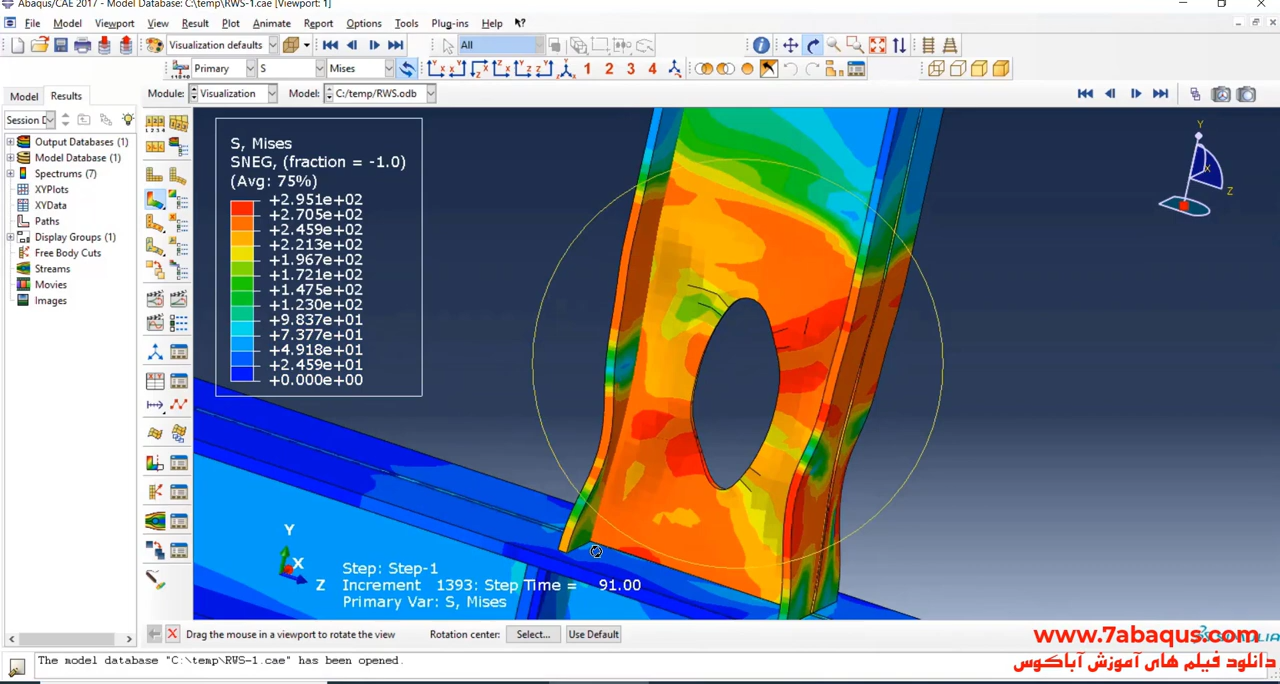 Abaqus/CAE 2017 - Model Database: C:\temp\RWS-1.cae [Viewport: 1]
File Model Viewport View Result Plot Animate Report Options Tools Plug-ins Help
Visualization defaults All
Primary S Mises 1 2 3 4
Model Results Module: Visualization Model: C:/temp/RWS.odb
Session D
Output Databases (1)
Model Database (1)
Spectrums (7)
XYPlots
XYData
Paths
Display Groups (1)
Free Body Cuts
Streams
Movies
Images
S, Mises
SNEG, (fraction = -1.0)
(Avg: 75%)
+2.951e+02
+2.705e+02
+2.459e+02
+2.213e+02
+1.967e+02
+1.721e+02
+1.475e+02
+1.230e+02
+9.837e+01
+7.377e+01
+4.918e+01
+2.459e+01
+0.000e+00
Y
X
Z
Y
X
Z
Step: Step-1
Increment 1393: Step Time = 91.00
Primary Var: S, Mises
Drag the mouse in a viewport to rotate the view Rotation center: Select... Use Default
www.7abaqus.com
دانلود فیلم های آموزش آباکوس
The model database "C:\temp\RWS-1.cae" has been opened.